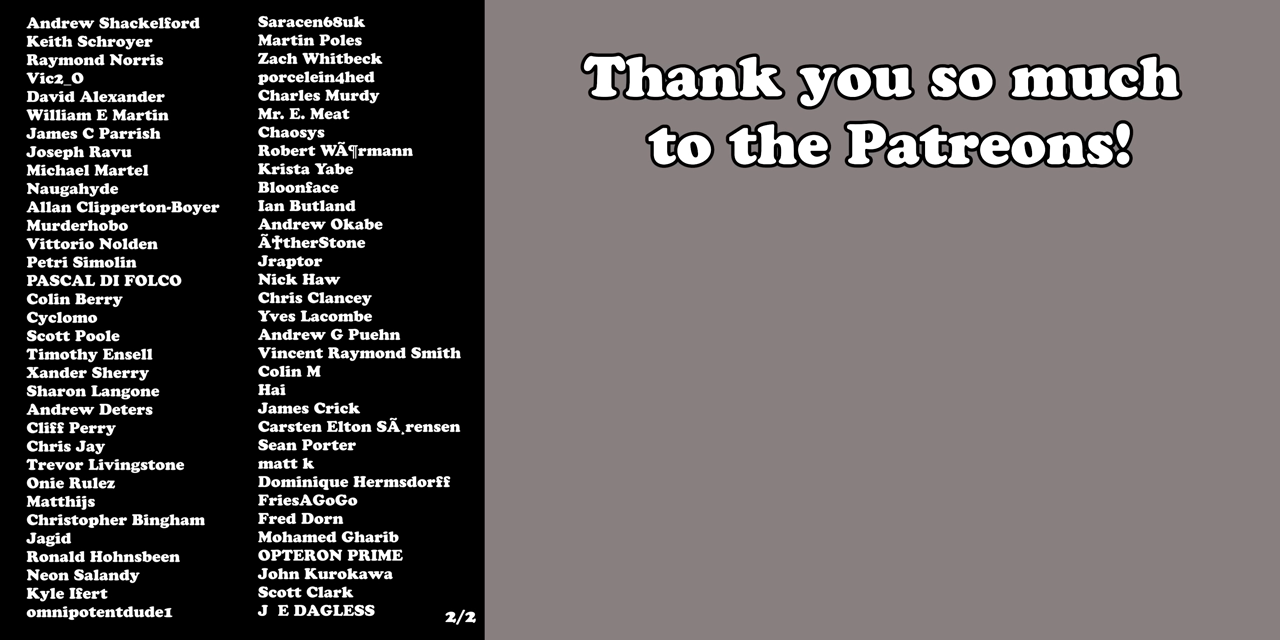 Andrew Shackelford
Keith Schroyer
Raymond Norris
Vic2_O
David Alexander
William E Martin
James C Parrish
Joseph Ravu
Michael Martel
Naugahyde
Allan Clipperton-Boyer
Murderhobo
Vittorio Nolden
Petri Simolin
PASCAL DI FOLCO
Colin Berry
Cyclomo
Scott Poole
Timothy Ensell
Xander Sherry
Sharon Langone
Andrew Deters
Cliff Perry
Chris Jay
Trevor Livingstone
Onie Rulez
Matthijs
Christopher Bingham
Jagid
Ronald Hohnsbeen
Neon Salandy
Kyle Ifert
omnipotentdude1
Saracen68uk
Martin Poles
Zach Whitbeck
porcelein4hed
Charles Murdy
Mr. E. Meat
Chaosys
Robert WÃ¶rmann
Krista Yabe
Bloonface
Ian Butland
Andrew Okabe
Ã†therStone
Jraptor
Nick Haw
Chris Clancey
Yves Lacombe
Andrew G Puehn
Vincent Raymond Smith
Colin M
Hai
James Crick
Carsten Elton SÃ¸rensen
Sean Porter
matt k
Dominique Hermsdorff
FriesAGoGo
Fred Dorn
Mohamed Gharib
OPTERON PRIME
John Kurokawa
Scott Clark
J  E DAGLESS
2/2
Thank you so much
to the Patreons!